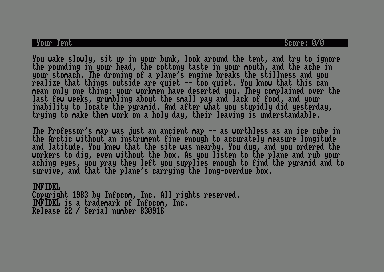 Your Tent Score: 0/0
You wake slowly, sit up in your bunk, look around the tent, and try to ignore
the pounding in your head, the cottony taste in your mouth, and the ache in
your stomach. The droning of a plane's engine breaks the stillness and you
realize that things outside are quiet -- too quiet. You know that this can
mean only one thing: your workmen have deserted you. They complained over the
last few weeks, grumbling about the small pay and lack of food, and your
inability to locate the pyramid. And after what you stupidly did yesterday,
trying to make them work on a holy day, their leaving is understandable.
The Professor's map was just an ancient map -- as worthless as an ice cube in
the Arctic without an instrument fine enough to accurately measure longitude
and latitude. You knew that the site was nearby. You dug, and you ordered the
workers to dig, even without the box. As you listen to the plane and rub your
aching eyes, you pray they left you supplies enough to find the pyramid and to
survive, and that the plane's carrying the long-overdue box.
INFIDEL
Copyright 1983 by Infocom, Inc. All rights reserved.
INFIDEL is a trademark of Infocom, Inc.
Release 22 / Serial number 830916